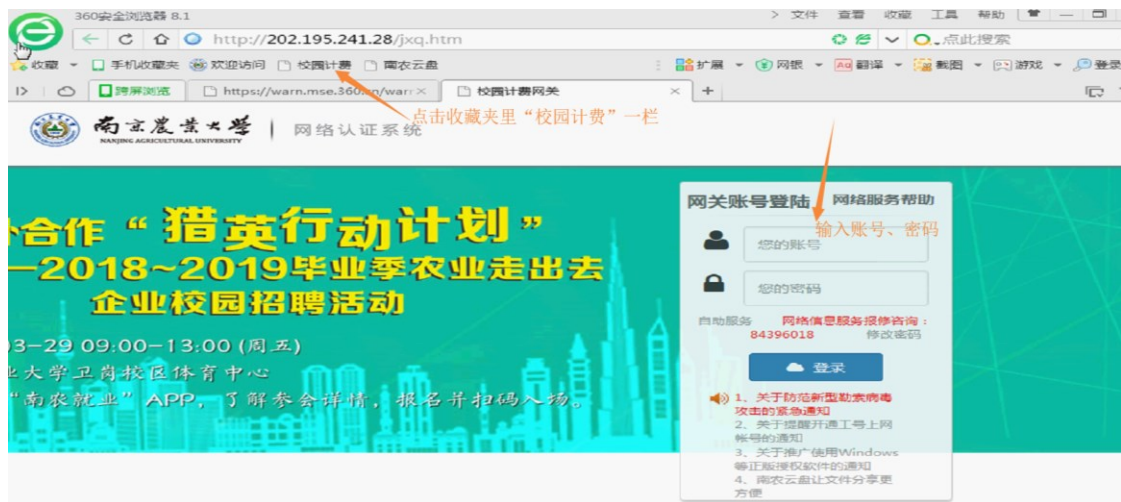 360安全浏览器 8.1
文件 查看 收藏 工具 帮助
http://202.195.241.28/jxq.htm
点此搜索
收藏 手机收藏夹 欢迎访问 校园计费 南农云盘
扩展 网银 翻译 截图 游戏 登录
跨屏浏览 https://warn.mse.360.cn/warr 校园计费网关
点击收藏夹里“校园计费”一栏
南京农业大学 网络认证系统
NANJING AGRICULTURAL UNIVERSITY
合作“猎英行动计划”
2018~2019毕业季农业走出去
企业校园招聘活动
03-29 09:00-13:00 (周五)
大学卫岗校区体育中心
“南农就业”APP，了解参会详情，报名并扫码入场。
网关账号登陆 网络服务帮助
输入账号、密码
您的账号
您的密码
自助服务 网络信息服务报修咨询：
84396018 修改密码
登录
1、关于防范新型勒索病毒
攻击的紧急通知
2、关于提醒开通工号上网
帐号的通知
3、关于推广使用Windows
等正版授权软件的通知
4、南农云盘让文件分享更
方便